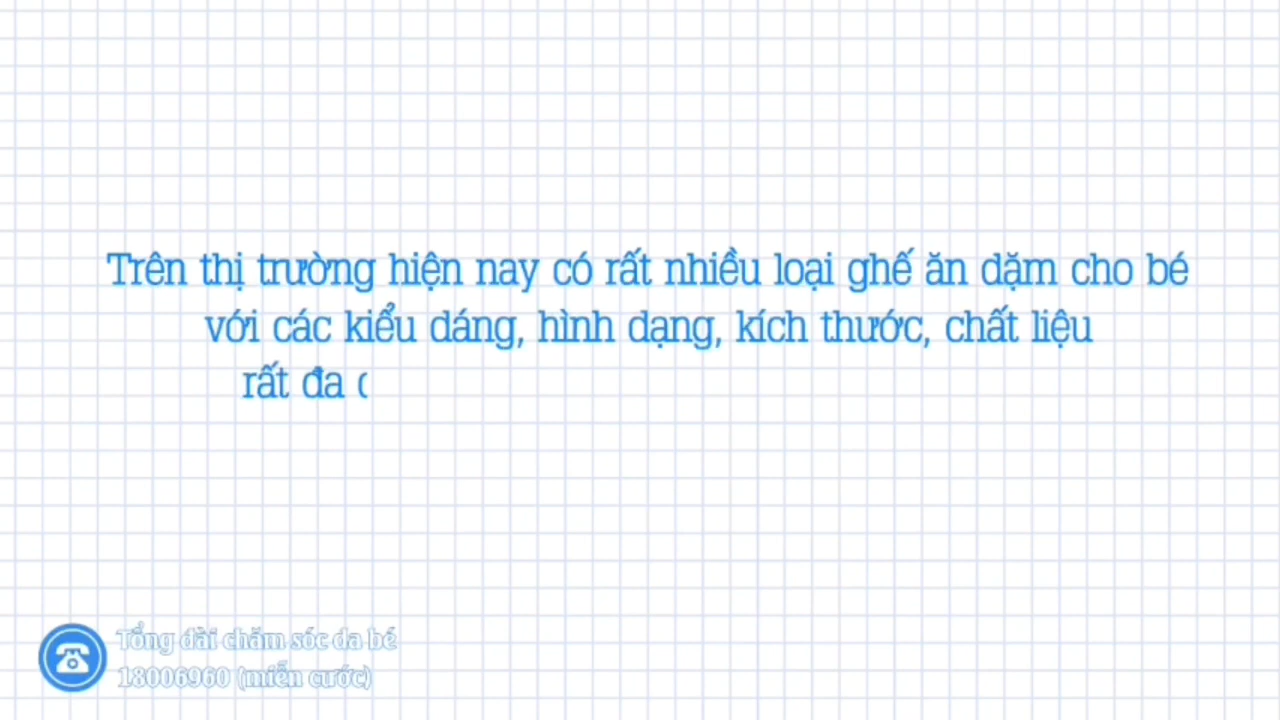 Trên thị trường hiện nay có rất nhiều loại ghế ăn dặm cho bé
với các kiểu dáng, hình dạng, kích thước, chất liệu
rất đa
Tổng đài chăm sóc da bé
18006960 (miễn cước)